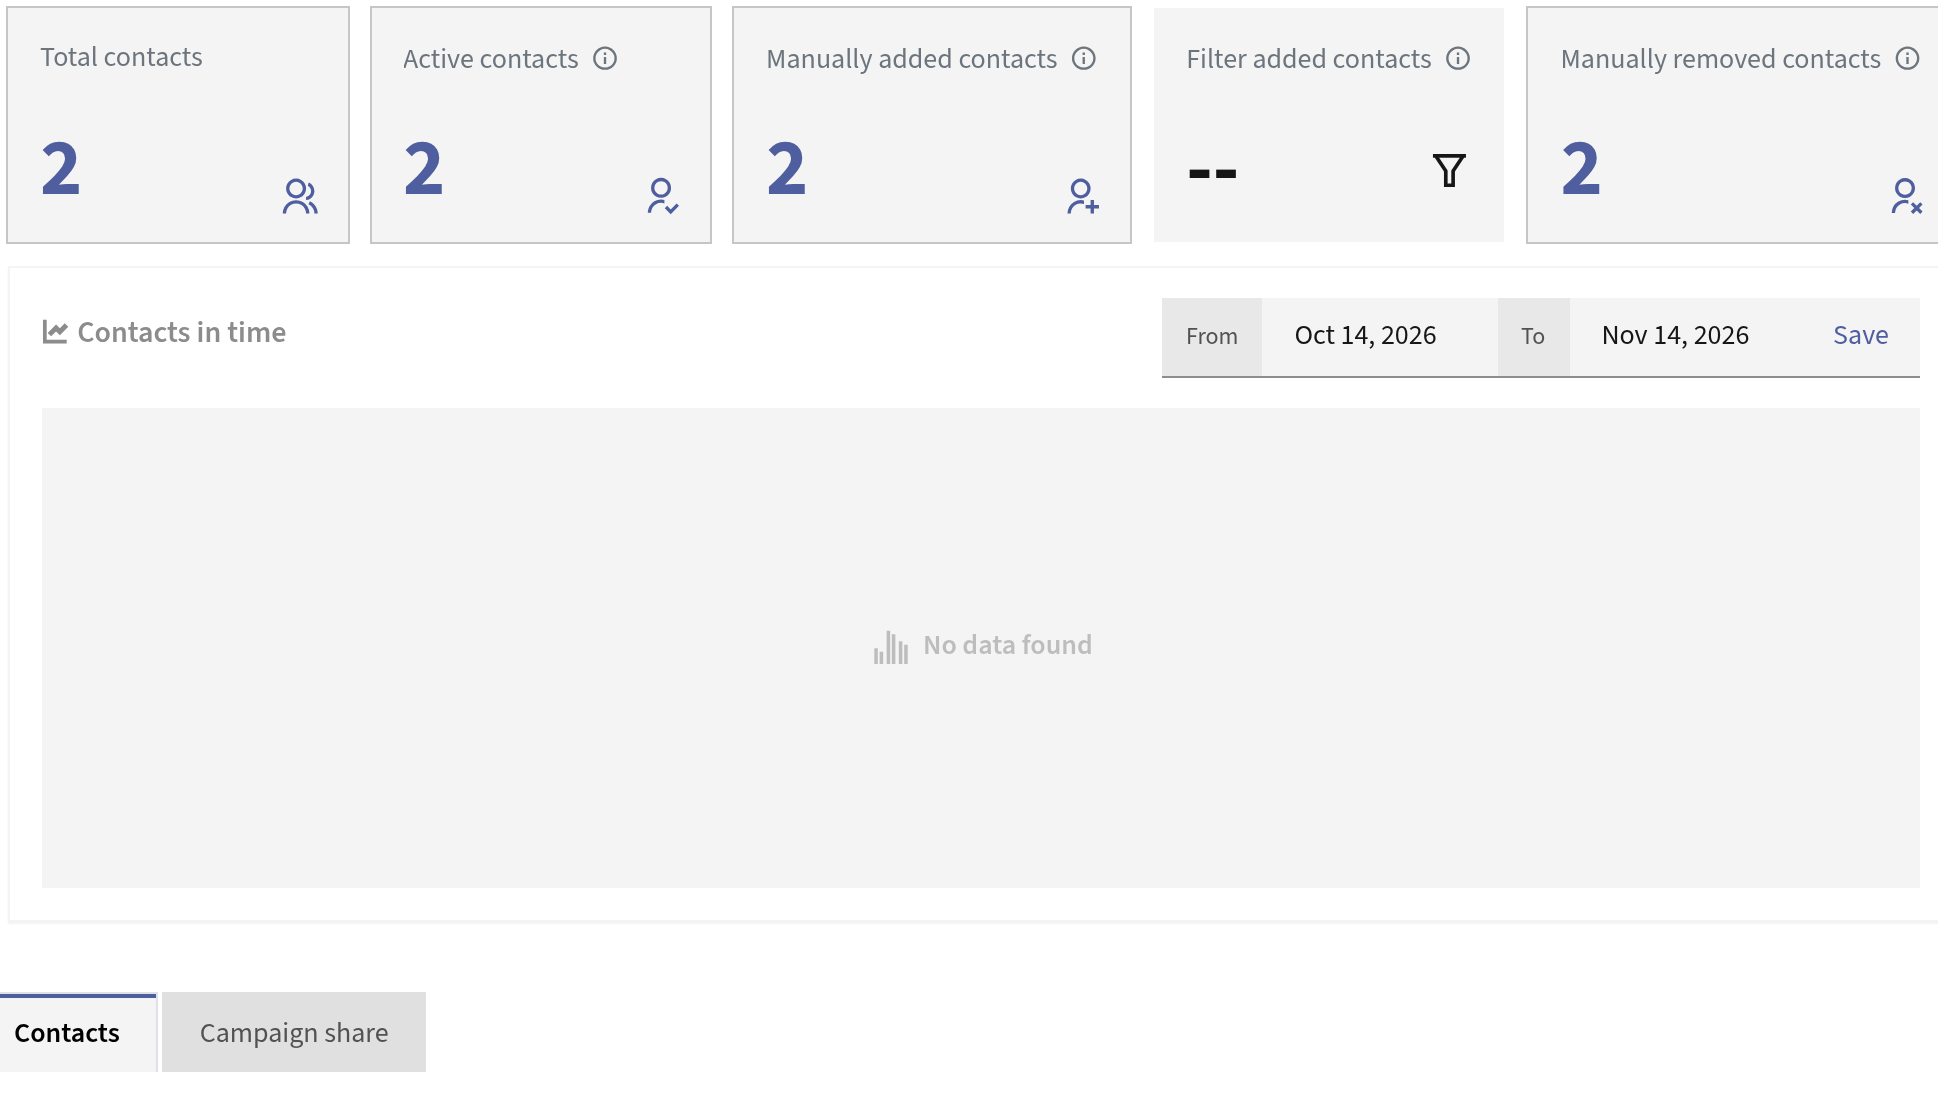 Total contacts
2
Active contacts
2
Manually added contacts
2
Filter added contacts
--
Manually removed contacts
2
Contacts in time
From Oct 14, 2026 To Nov 14, 2026 Save
No data found
Contacts Campaign share